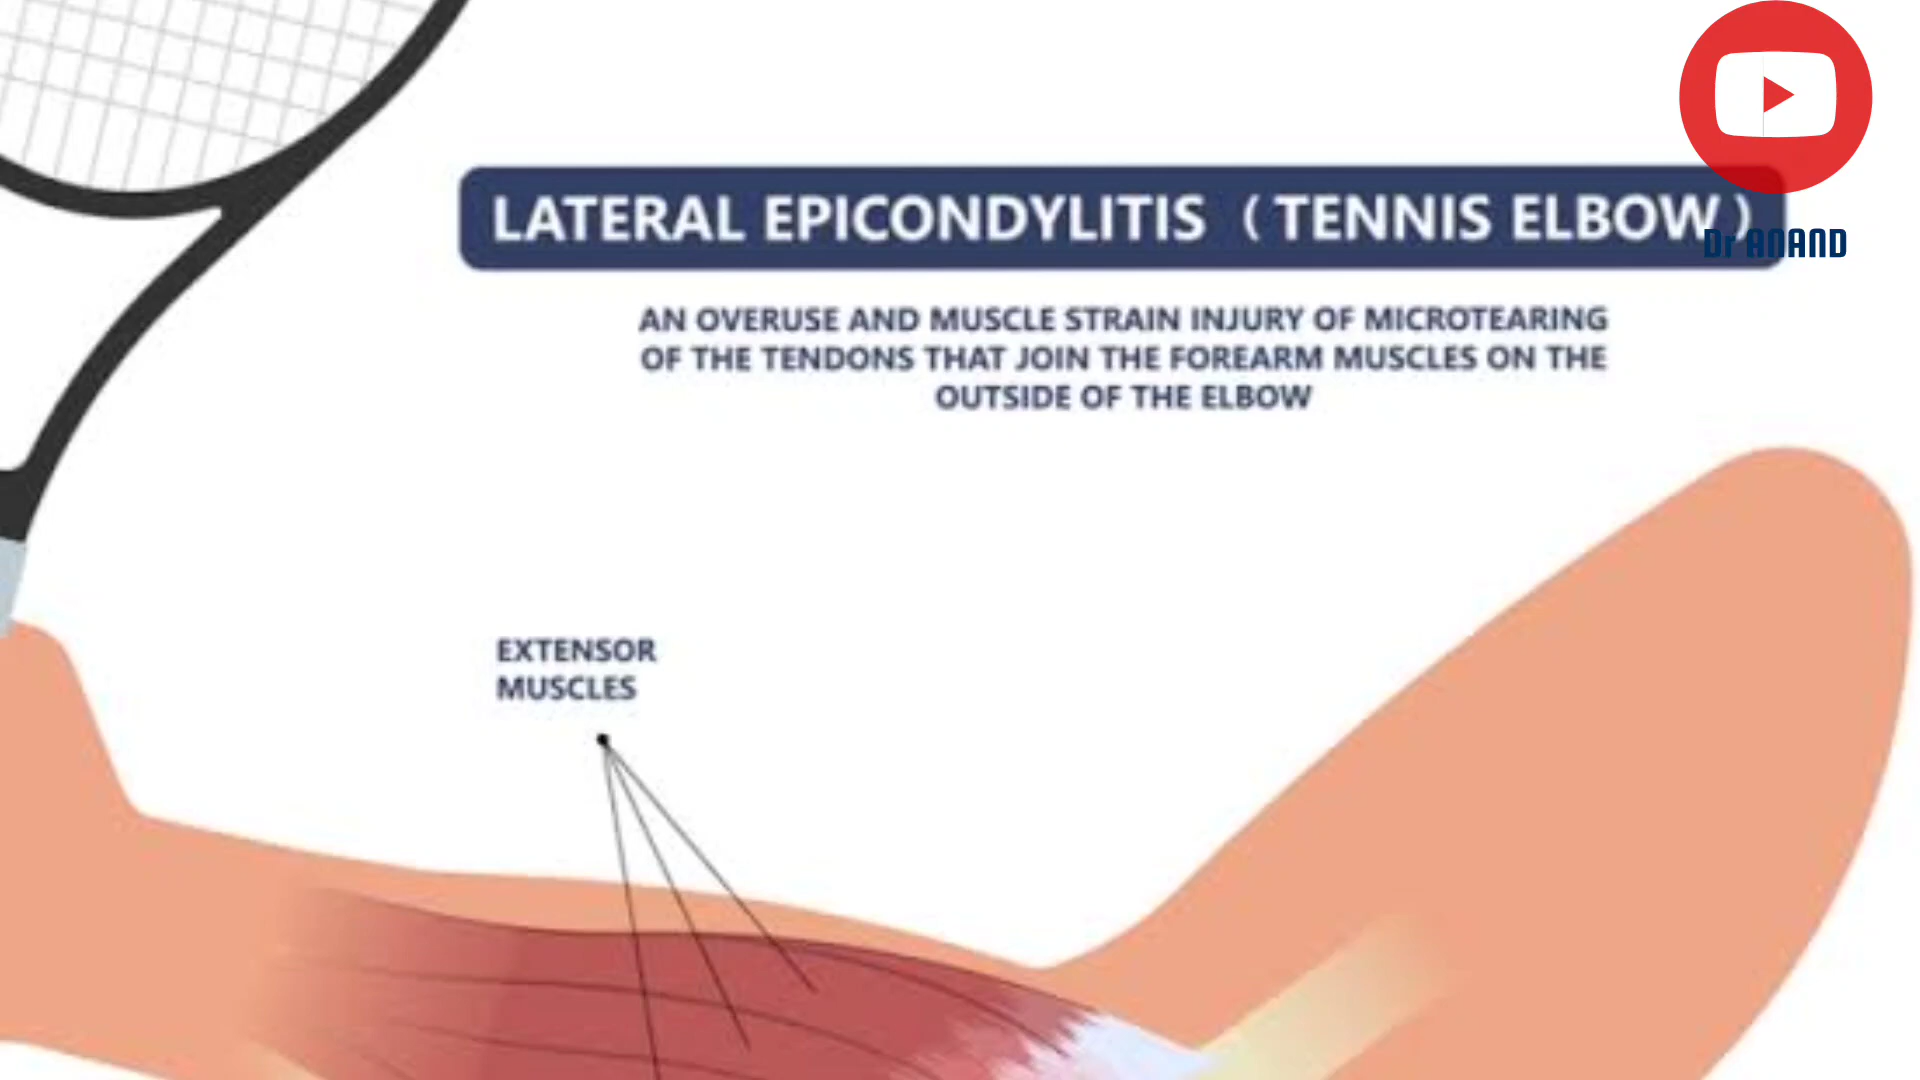 LATERAL EPICONDYLITIS (TENNIS ELBOW)
Dr ANAND
AN OVERUSE AND MUSCLE STRAIN INJURY OF MICROTEARING
OF THE TENDONS THAT JOIN THE FOREARM MUSCLES ON THE
OUTSIDE OF THE ELBOW
EXTENSOR
MUSCLES